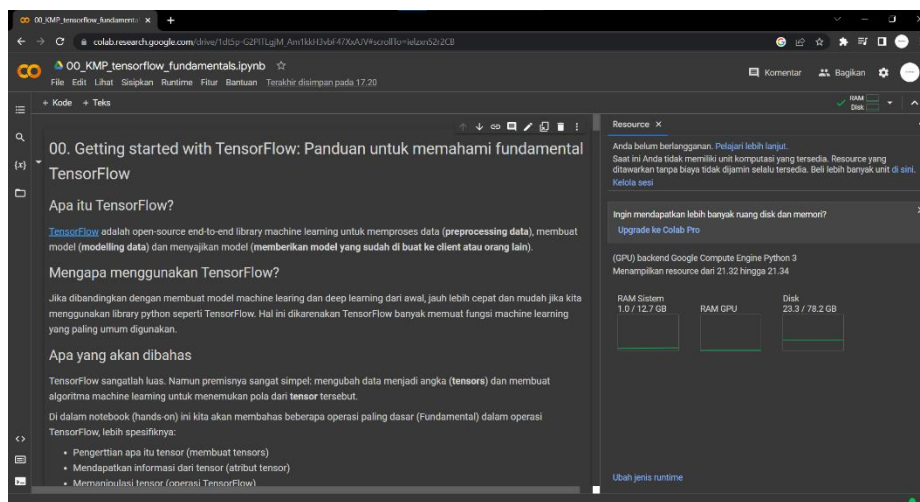 00_KMP_tensorflow_fundamenta
colab.research.google.com/drive/1dt5p-G2PITLgjM_Am1kkH3vbF47XsAJV#scrollTo=ielzxn52r2CB
00_KMP_tensorflow_fundamentals.ipynb
File Edit Lihat Sisipkan Runtime Fitur Bantuan Terakhir disimpan pada 17.20
Komentar Bagikan
+ Kode + Teks
RAM
Disk
00. Getting started with TensorFlow: Panduan untuk memahami fundamental
TensorFlow
Apa itu TensorFlow?
TensorFlow adalah open-source end-to-end library machine learning untuk memproses data (preprocessing data), membuat
model (modelling data) dan menyajikan model (memberikan model yang sudah di buat ke client atau orang lain).
Mengapa menggunakan TensorFlow?
Jika dibandingkan dengan membuat model machine learing dan deep learning dari awal, jauh lebih cepat dan mudah jika kita
menggunakan library python seperti TensorFlow. Hal ini dikarenakan TensorFlow banyak memuat fungsi machine learning
yang paling umum digunakan.
Apa yang akan dibahas
TensorFlow sangatlah luas. Namun premisnya sangat simpel: mengubah data menjadi angka (tensors) dan membuat
algoritma machine learning untuk menemukan pola dari tensor tersebut.
Di dalam notebook (hands-on) ini kita akan membahas beberapa operasi paling dasar (Fundamental) dalam operasi
TensorFlow, lebih spesifiknya:
• Pengerttian apa itu tensor (membuat tensors)
• Mendapatkan informasi dari tensor (atribut tensor)
• Memanipulasi tensor (operasi TensorFlow)
Resource
Anda belum berlangganan. Pelajari lebih lanjut.
Saat ini Anda tidak memiliki unit komputasi yang tersedia. Resource yang
ditawarkan tanpa biaya tidak dijamin selalu tersedia. Beli lebih banyak unit di sini.
Kelola sesi
Ingin mendapatkan lebih banyak ruang disk dan memori?
Upgrade ke Colab Pro
(GPU) backend Google Compute Engine Python 3
Menampilkan resource dari 21.32 hingga 21.34
RAM Sistem
1.0 / 12.7 GB
RAM GPU
Disk
23.3 / 78.2 GB
Ubah jenis runtime